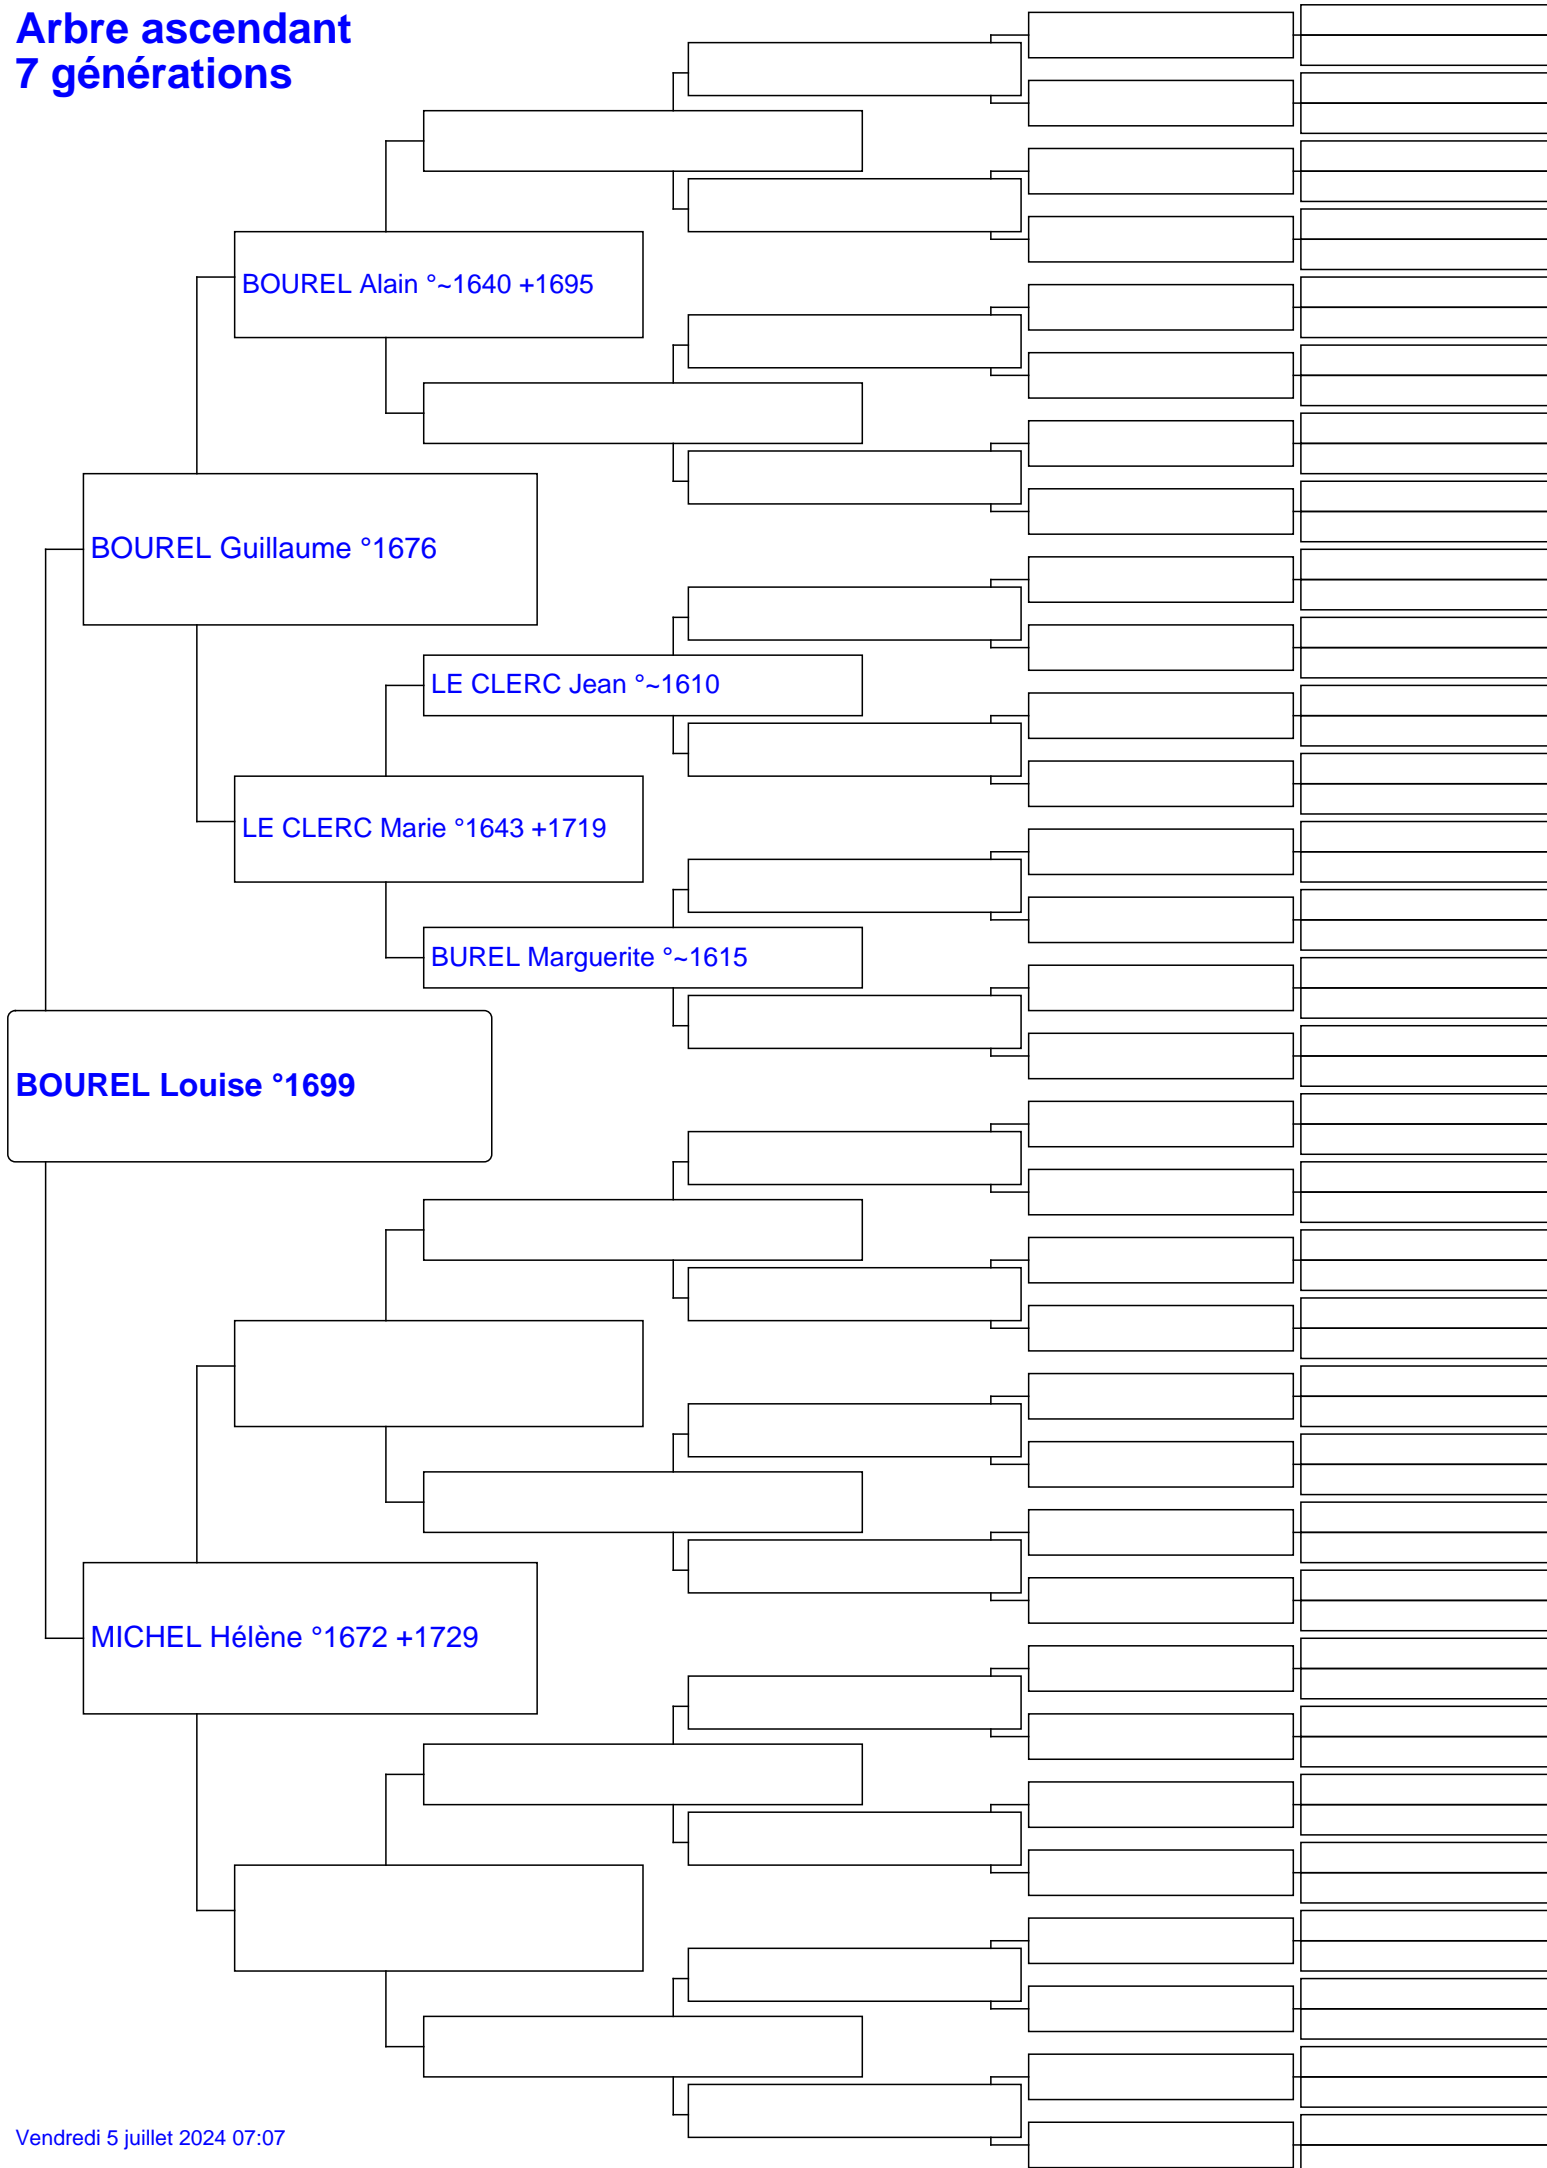 Arbre ascendant
7 générations
BOUREL Alain °~1640 +1695
BOUREL Guillaume °1676
LE CLERC Jean °~1610
LE CLERC Marie °1643 +1719
BUREL Marguerite °~1615
BOUREL Louise °1699
MICHEL Hélène °1672 +1729
Vendredi 5 juillet 2024 07:07